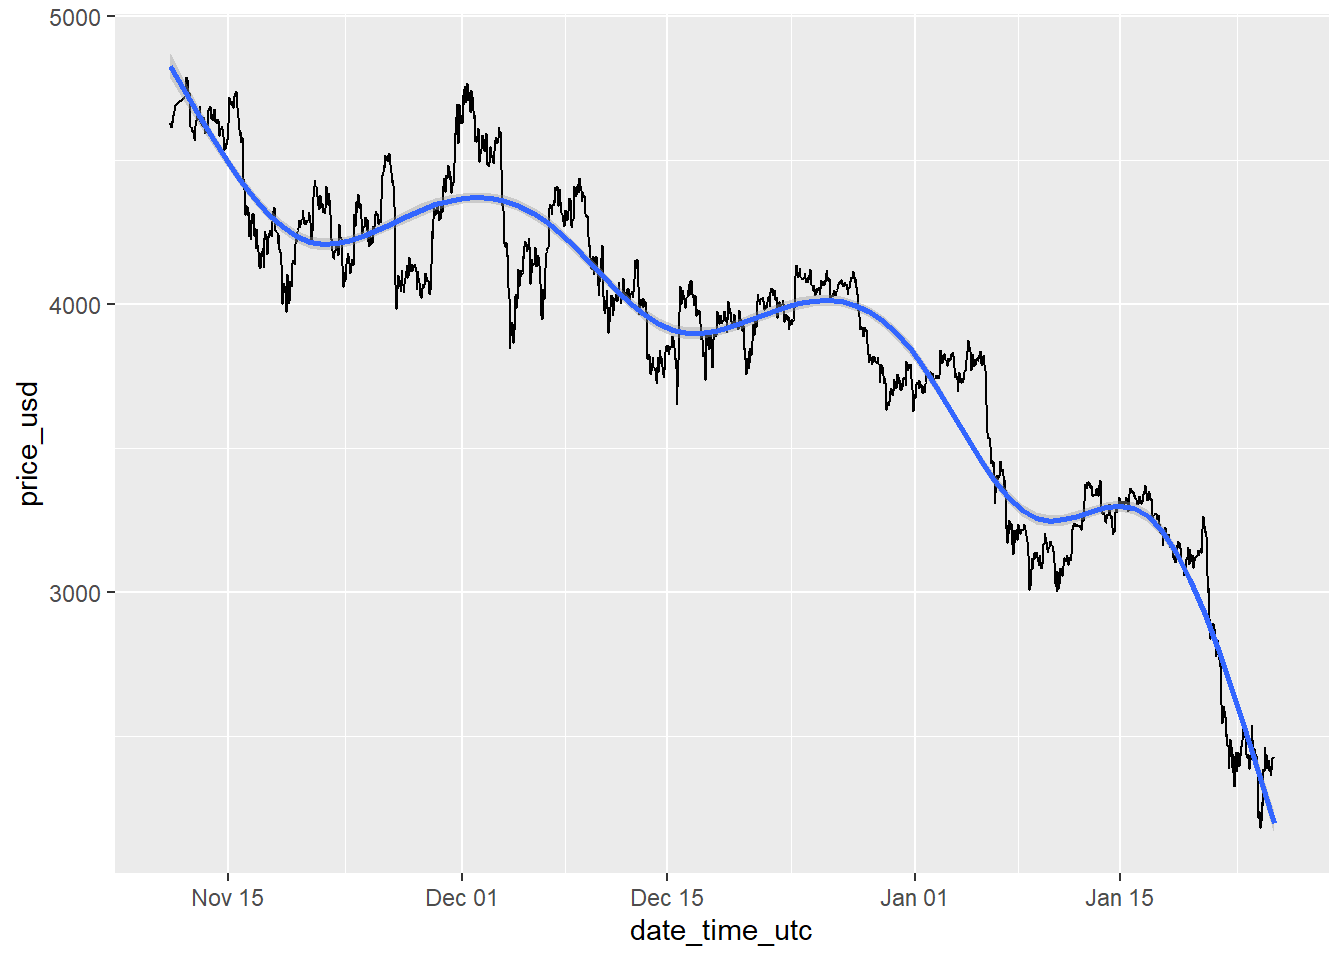 5000
4000
3000
price_usd
Nov 15
Dec 01
Dec 15
Jan 01
Jan 15
date_time_utc